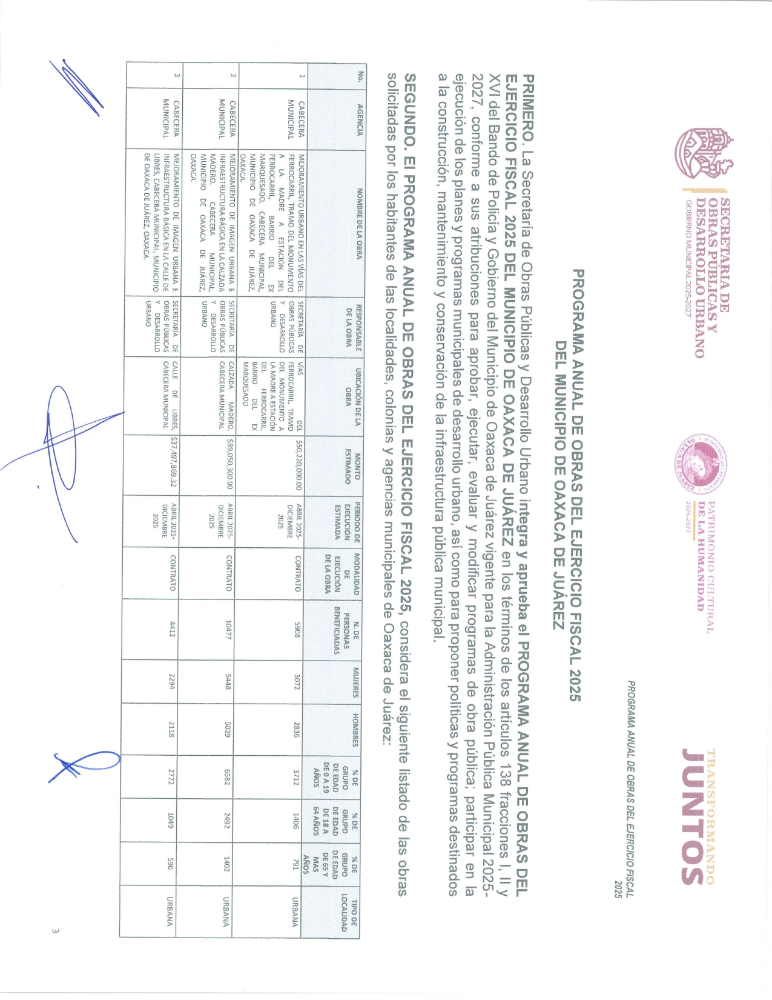 SECRETARÍA DE
OBRAS PÚBLICAS Y
DESARROLLO URBANO
GOBIERNO MUNICIPAL 2025-2027
HONORABLE AYUNTAMIENTO
OAXACA DE JUÁREZ
PATRIMONIO CULTURAL
DE LA HUMANIDAD
2025-2027
TRANSFORMANDO
JUNTOS
PROGRAMA ANUAL DE OBRAS DEL EJERCICIO FISCAL
2025
PROGRAMA ANUAL DE OBRAS DEL EJERCICIO FISCAL 2025
DEL MUNICIPIO DE OAXACA DE JUÁREZ
PRIMERO. La Secretaría de Obras Públicas y Desarrollo Urbano integra y aprueba el PROGRAMA ANUAL DE OBRAS DEL
EJERCICIO FISCAL 2025 DEL MUNICIPIO DE OAXACA DE JUÁREZ en los términos de los artículos 138 fracciones I, II y
XVI del Bando de Policía y Gobierno del Municipio de Oaxaca de Juárez vigente para la Administración Pública Municipal 2025-
2027, conforme a sus atribuciones para aprobar, ejecutar, evaluar y modificar programas de obra pública; participar en la
ejecución de los planes y programas municipales de desarrollo urbano, así como para proponer políticas y programas destinados
a la construcción, mantenimiento y conservación de la infraestructura pública municipal.
SEGUNDO. El PROGRAMA ANUAL DE OBRAS DEL EJERCICIO FISCAL 2025, considera el siguiente listado de las obras
solicitadas por los habitantes de las localidades, colonias y agencias municipales de Oaxaca de Juárez:
No.
AGENCIA
NOMBRE DE LA OBRA
RESPONSABLE
DE LA OBRA
UBICACIÓN DE LA
OBRA
MONTO
ESTIMADO
PERIODO DE
EJECUCIÓN
ESTIMADA
MODALIDAD
DE
EJECUCIÓN
DE LA OBRA
N. DE
PERSONAS
BENEFICIADAS
MUJERES
HOMBRES
% DE
GRUPO
DE EDAD
DE 0 A 19
AÑOS
% DE
GRUPO
DE EDAD
DE 18 A
64 AÑOS
% DE
GRUPO
DE EDAD
DE 65 Y
MAS
AÑOS
TIPO DE
LOCALIDAD
1
CABECERA
MUNICIPAL
MEJORAMIENTO URBANO EN LAS VÍAS DEL
FERROCARRIL, TRAMO DEL MONUMENTO
A LA MADRE A ESTACIÓN DEL
FERROCARRIL, BARRIO DEL EX
MARQUESADO, CABECERA MUNICIPAL,
MUNICIPIO DE OAXACA DE JUÁREZ,
OAXACA.
SECRETARÍA DE
OBRAS PÚBLICAS
Y DESARROLLO
URBANO
VÍAS DEL
FERROCARRIL, TRAMO
DEL MONUMENTO A
LA MADRE A ESTACIÓN
DEL FERROCARRIL,
BARRIO DEL EX
MARQUESADO
$50,220,000.00
ABRIL 2025-
DICIEMBRE
2025
CONTRATO
5908
3072
2836
3712
1406
791
URBANA
2
CABECERA
MUNICIPAL
MEJORAMIENTO DE IMAGEN URBANA E
INFRAESTRUCTURA BÁSICA EN LA CALZADA
MADERO, CABECERA MUNICIPAL,
MUNICIPIO DE OAXACA DE JUÁREZ,
OAXACA.
SECRETARÍA DE
OBRAS PÚBLICAS
Y DESARROLLO
URBANO
CALZADA MADERO,
CABECERA MUNICIPAL
$89,050,300.00
ABRIL 2025-
DICIEMBRE
2025
CONTRATO
10477
5448
5029
6582
2492
1402
URBANA
3
CABECERA
MUNICIPAL
MEJORAMIENTO DE IMAGEN URBANA E
INFRAESTRUCTURA BÁSICA EN LA CALLE DE
LIBRES, CABECERA MUNICIPAL, MUNICIPIO
DE OAXACA DE JUÁREZ, OAXACA.
SECRETARÍA DE
OBRAS PÚBLICAS
Y DESARROLLO
URBANO
CALLE DE LIBRES,
CABECERA MUNICIPAL
$37,497,869.32
ABRIL 2025-
DICIEMBRE
2025
CONTRATO
4412
2294
2118
2772
1049
590
URBANA
3